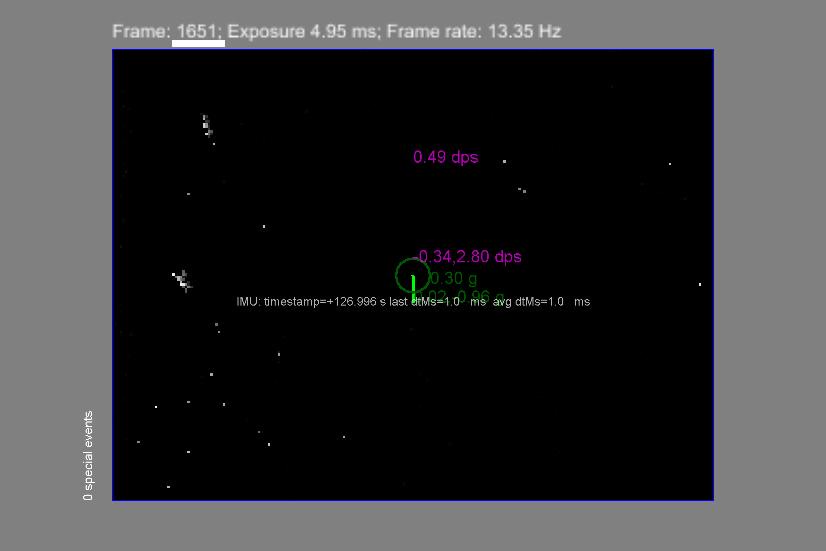 Frame: 1651; Exposure 4.95 ms; Frame rate: 13.35 Hz
0.49 dps
-0.34,2.80 dps
0.30 g
0.96 g
IMU: timestamp=+126.996 s last dtMs=1.0 ms avg dtMs=1.0 ms
0 special events